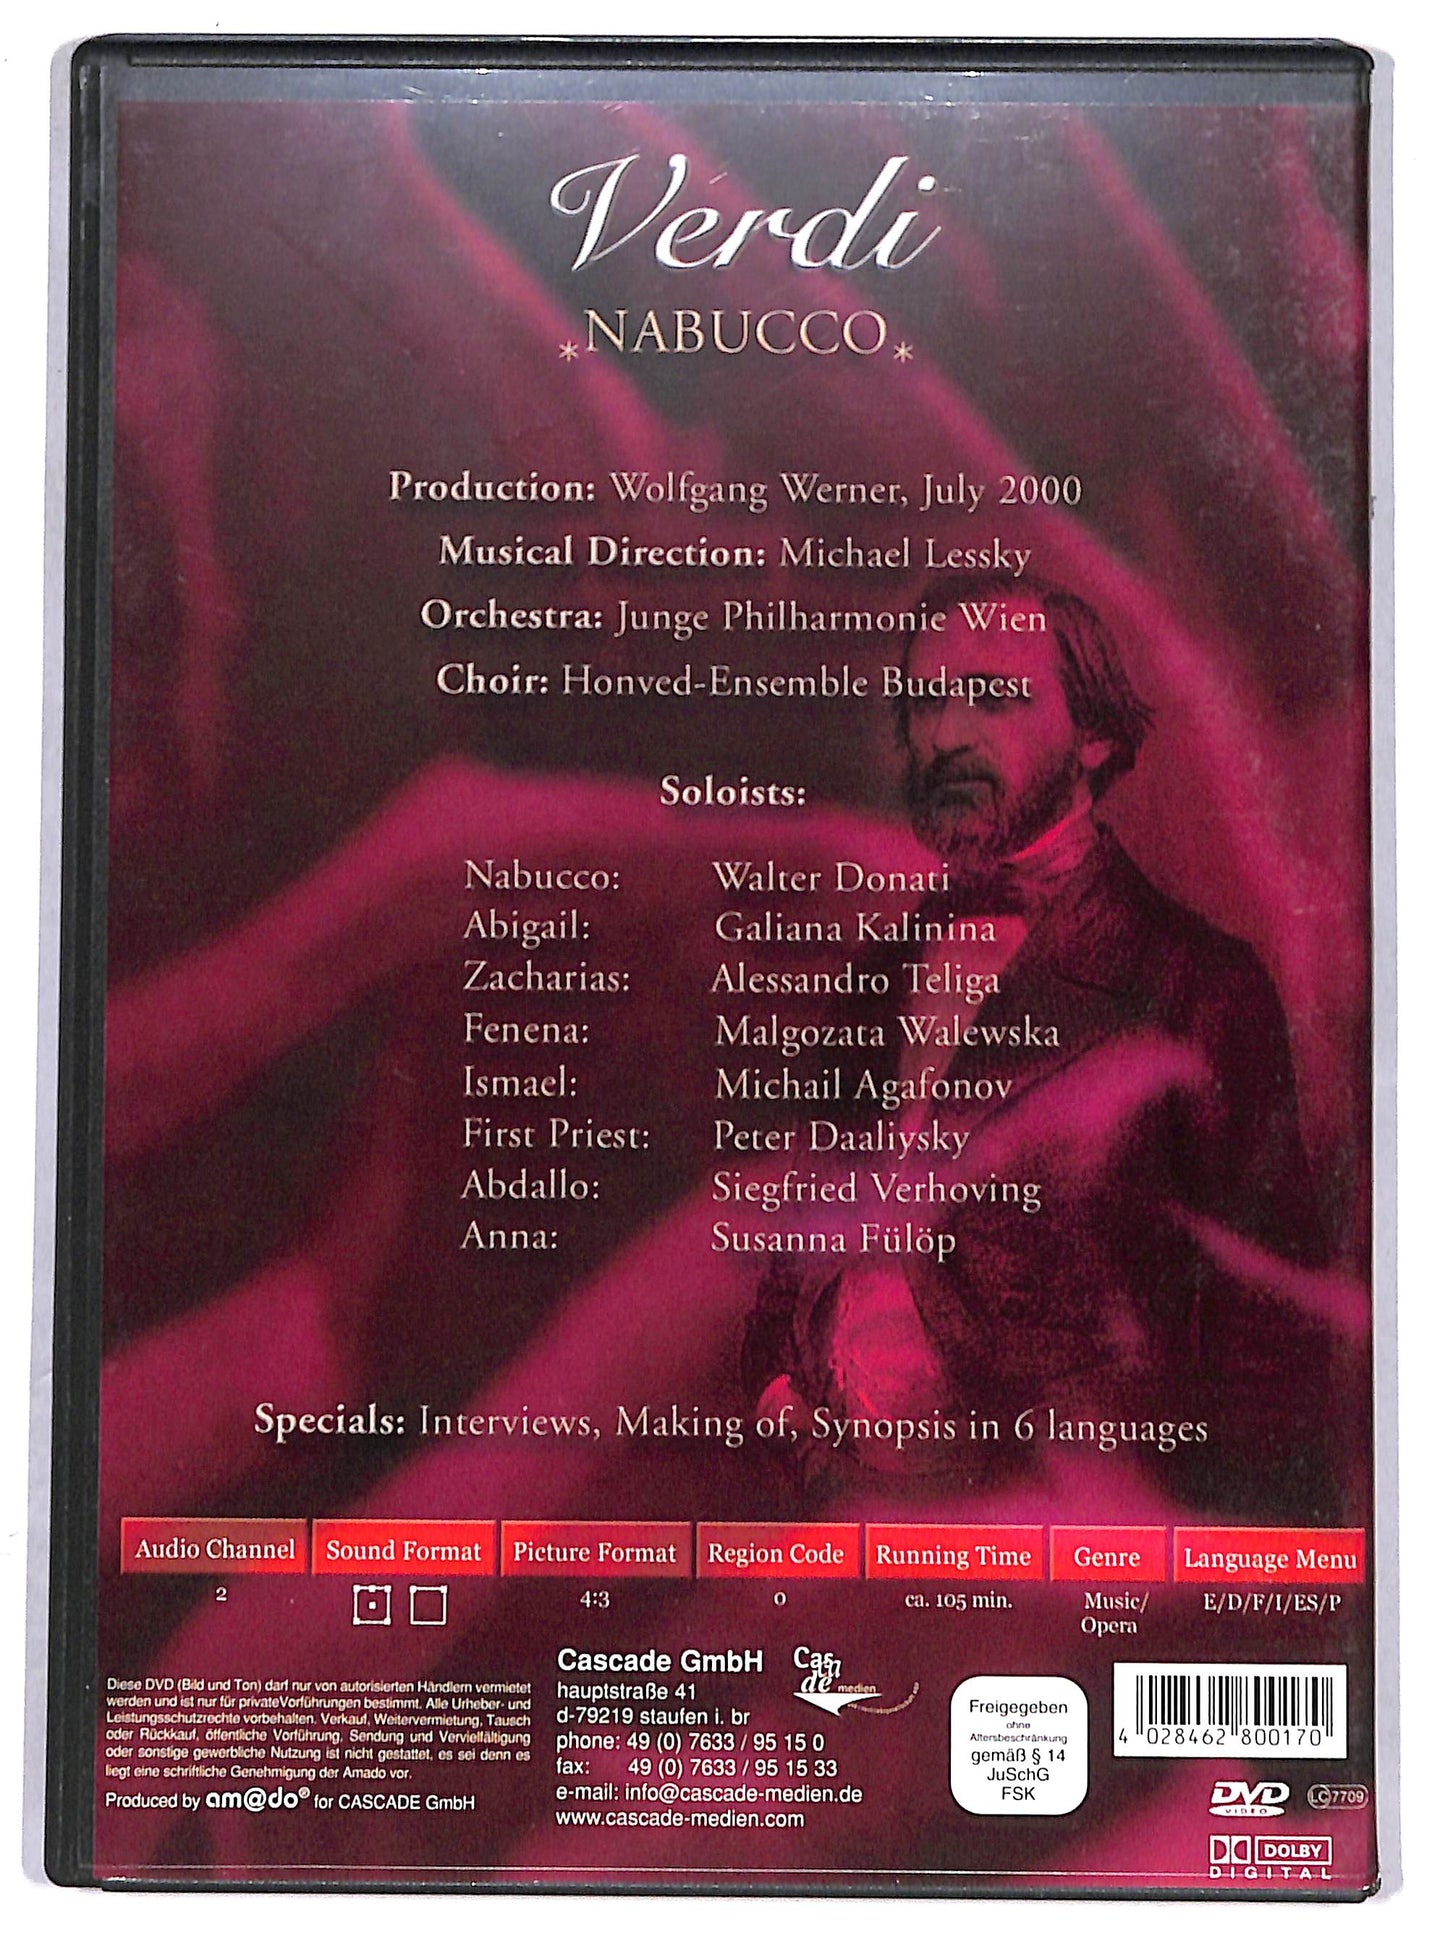 Verdi
*NABUCCO*
Production: Wolfgang Werner, July 2000
Musical Direction: Michael Lessky
Orchestra: Junge Philharmonie Wien
Choir: Honved-Ensemble Budapest
Soloists:
Nabucco: Walter Donati
Abigail: Galiana Kalinina
Zacharias: Alessandro Teliga
Fenena: Malgozata Walewska
Ismael: Michail Agafonov
First Priest: Peter Daaliysky
Abdallo: Siegfried Verhoving
Anna: Susanna Fülöp
Specials: Interviews, Making of, Synopsis in 6 languages
Audio Channel Sound Format Picture Format Region Code Running Time Genre Language Menu
2 4:3 0 ca. 105 min. Music/ E/D/F/I/ES/P
Opera
Diese DVD (Bild und Ton) darf nur von autorisierten Händlern vermietet
werden und ist nur für private Vorführungen bestimmt. Alle Urheber- und
Leistungsschutzrechte vorbehalten. Verkauf, Weitervermietung, Tausch
oder Rückkauf, öffentliche Vorführung, Sendung und Vervielfältigung
oder sonstige gewerbliche Nutzung ist nicht gestattet, es sei denn es
liegt eine schriftliche Genehmigung der Amado vor.
Produced by am@do® for CASCADE GmbH
Cascade GmbH
hauptstraße 41
d-79219 staufen i. br
phone: 49 (0) 7633 / 95 15 0
fax: 49 (0) 7633 / 95 15 33
e-mail: info@cascade-medien.de
www.cascade-medien.com
medien
Freigegeben
ohne
Altersbeschränkung
gemäß § 14
JuSchG
FSK
4 028462 800170
DVD
VIDEO
LC 7709
DOLBY
DIGITAL